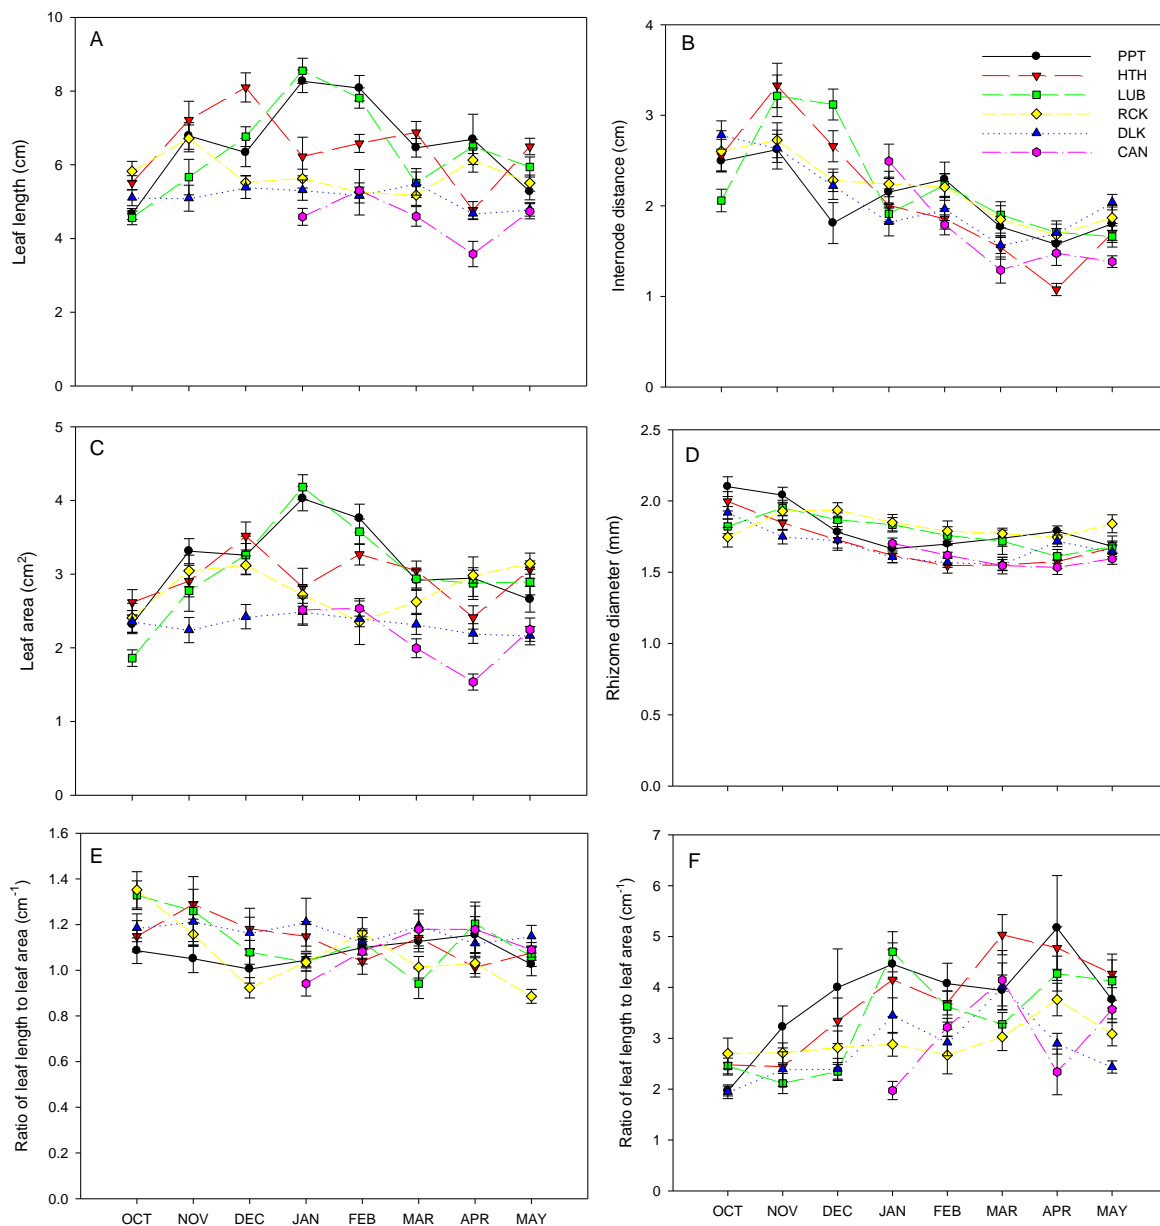 A
Leaf length (cm)
10
8
6
4
2
0
B
Internode distance (cm)
4
3
2
1
0
PPT
HTH
LUB
RCK
DLK
CAN
C
Leaf area (cm²)
5
4
3
2
1
0
D
Rhizome diameter (mm)
2.5
2.0
1.5
1.0
0.5
0.0
E
Ratio of leaf length to leaf area (cm⁻¹)
1.6
1.4
1.2
1.0
0.8
0.6
0.4
0.2
0.0
OCT NOV DEC JAN FEB MAR APR MAY
F
Ratio of leaf length to leaf area (cm⁻¹)
7
6
5
4
3
2
1
0
OCT NOV DEC JAN FEB MAR APR MAY